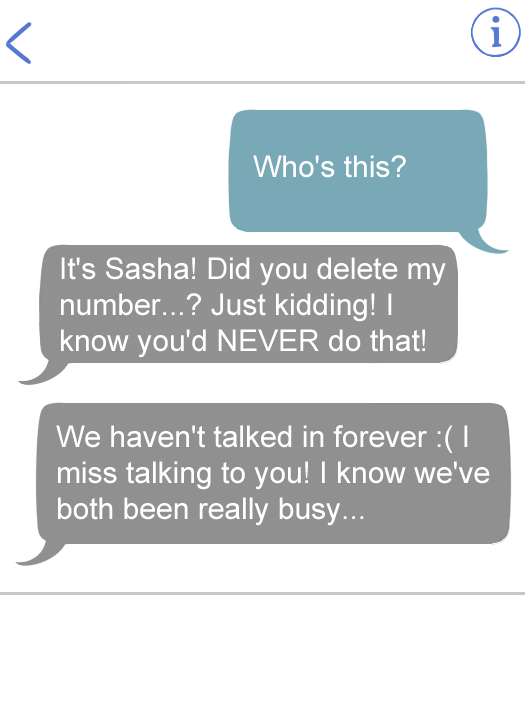 i
Who's this?
It's Sasha! Did you delete my
number...? Just kidding! I
know you'd NEVER do that!
We haven't talked in forever :( I
miss talking to you! I know we've
both been really busy...